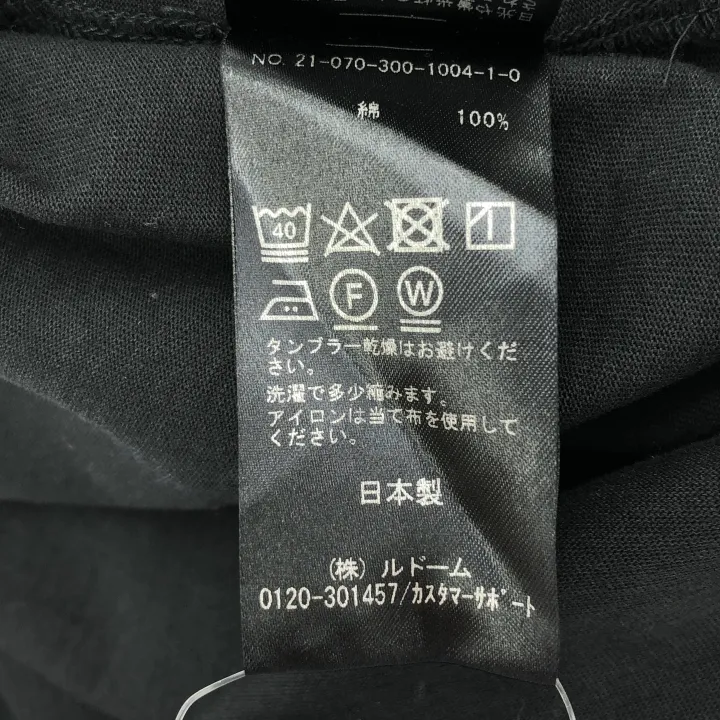 NO. 21-070-300-1004-1-0
綿 100%
40
F W
タンブラー乾燥はお避けくだ
さい。
洗濯で多少縮みます。
アイロンは当て布を使用して
ください。
日本製
(株) ルドーム
0120-301457/カスタマーサポート